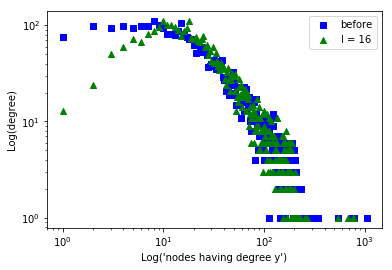 before
l = 16
Log(degree)
10²
10¹
10⁰
10⁰
10¹
10²
10³
Log('nodes having degree y')